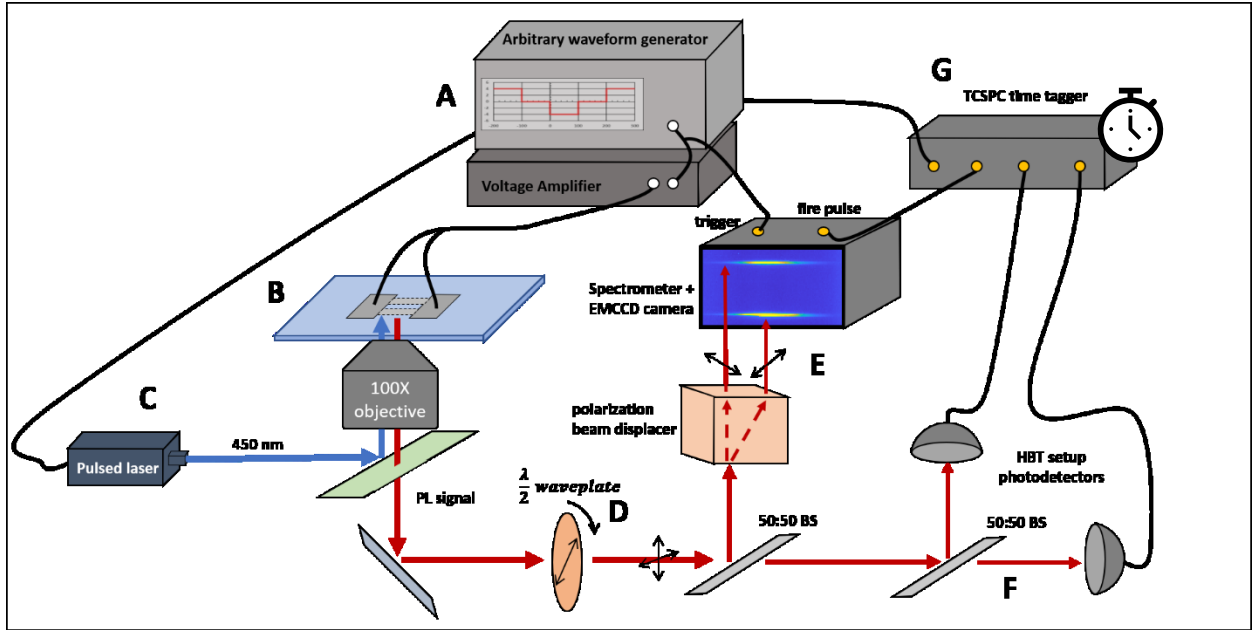 Arbitrary waveform generator
A
G
TCSPC time tagger
Voltage Amplifier
trigger
fire pulse
B
Spectrometer +
EMCCD camera
E
C
100X
objective
polarization
beam displacer
450 nm
Pulsed laser
HBT setup
photodetectors
PL signal
λ/2 waveplate
D
50:50 BS
50:50 BS
F